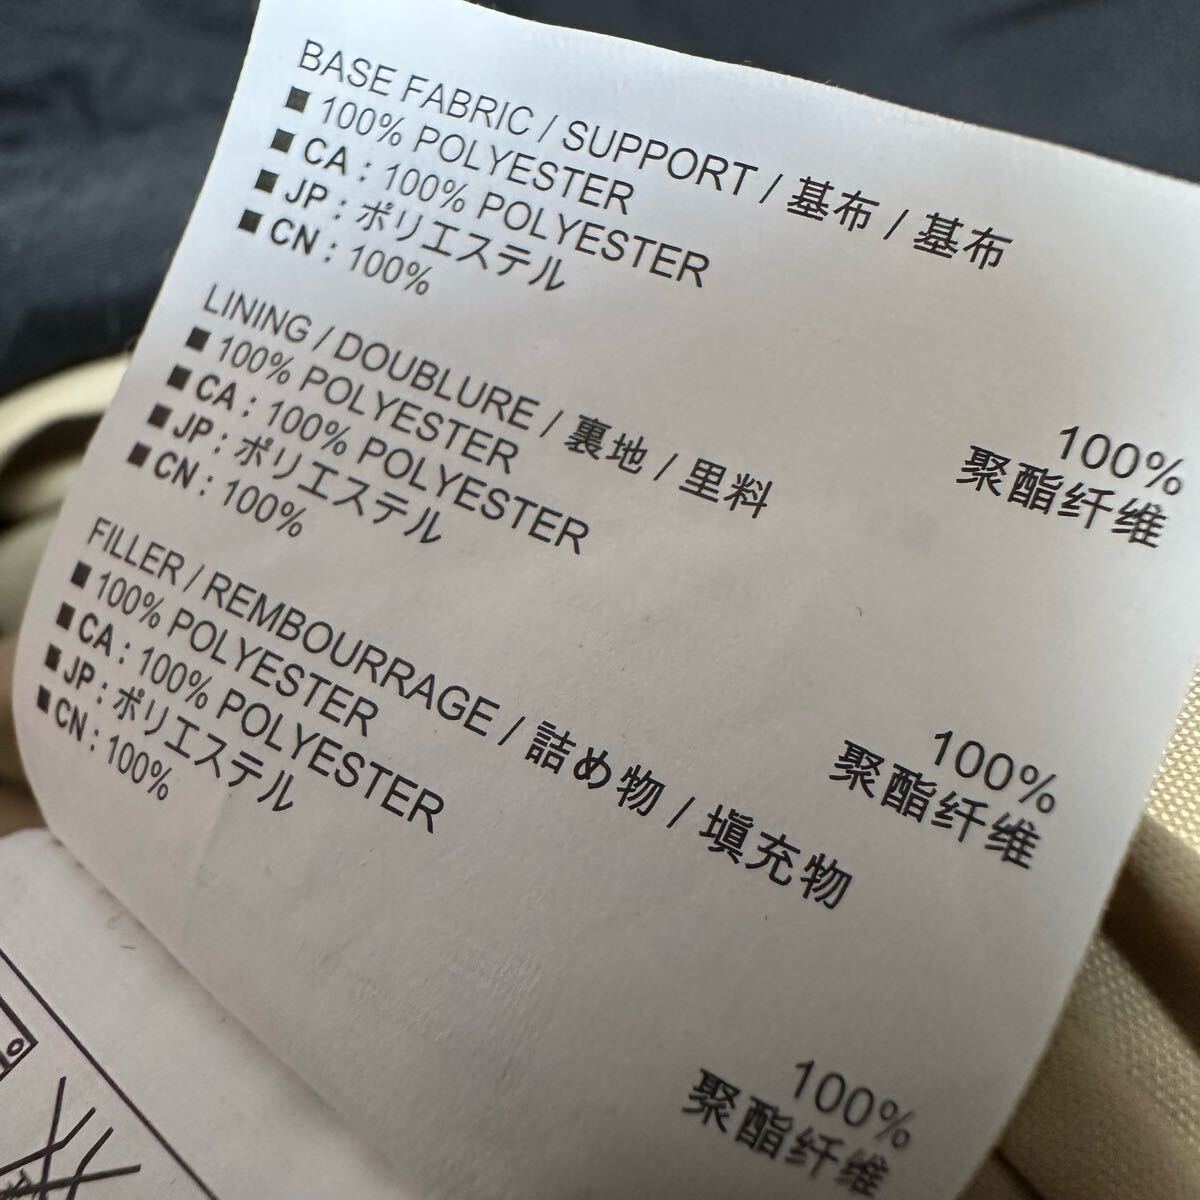 BASE FABRIC / SUPPORT / 基布 / 基布
■ 100% POLYESTER
■ CA : 100% POLYESTER
■ JP : ポリエステル 100%
■ CN : 100% 聚酯纤维
LINING / DOUBLURE / 裏地 / 里料
■ 100% POLYESTER
■ CA : 100% POLYESTER
■ JP : ポリエステル 100%
■ CN : 100% 聚酯纤维
FILLER / REMBOURRAGE / 詰め物 / 填充物
■ 100% POLYESTER
■ CA : 100% POLYESTER
■ JP : ポリエステル 100%
■ CN : 100% 聚酯纤维